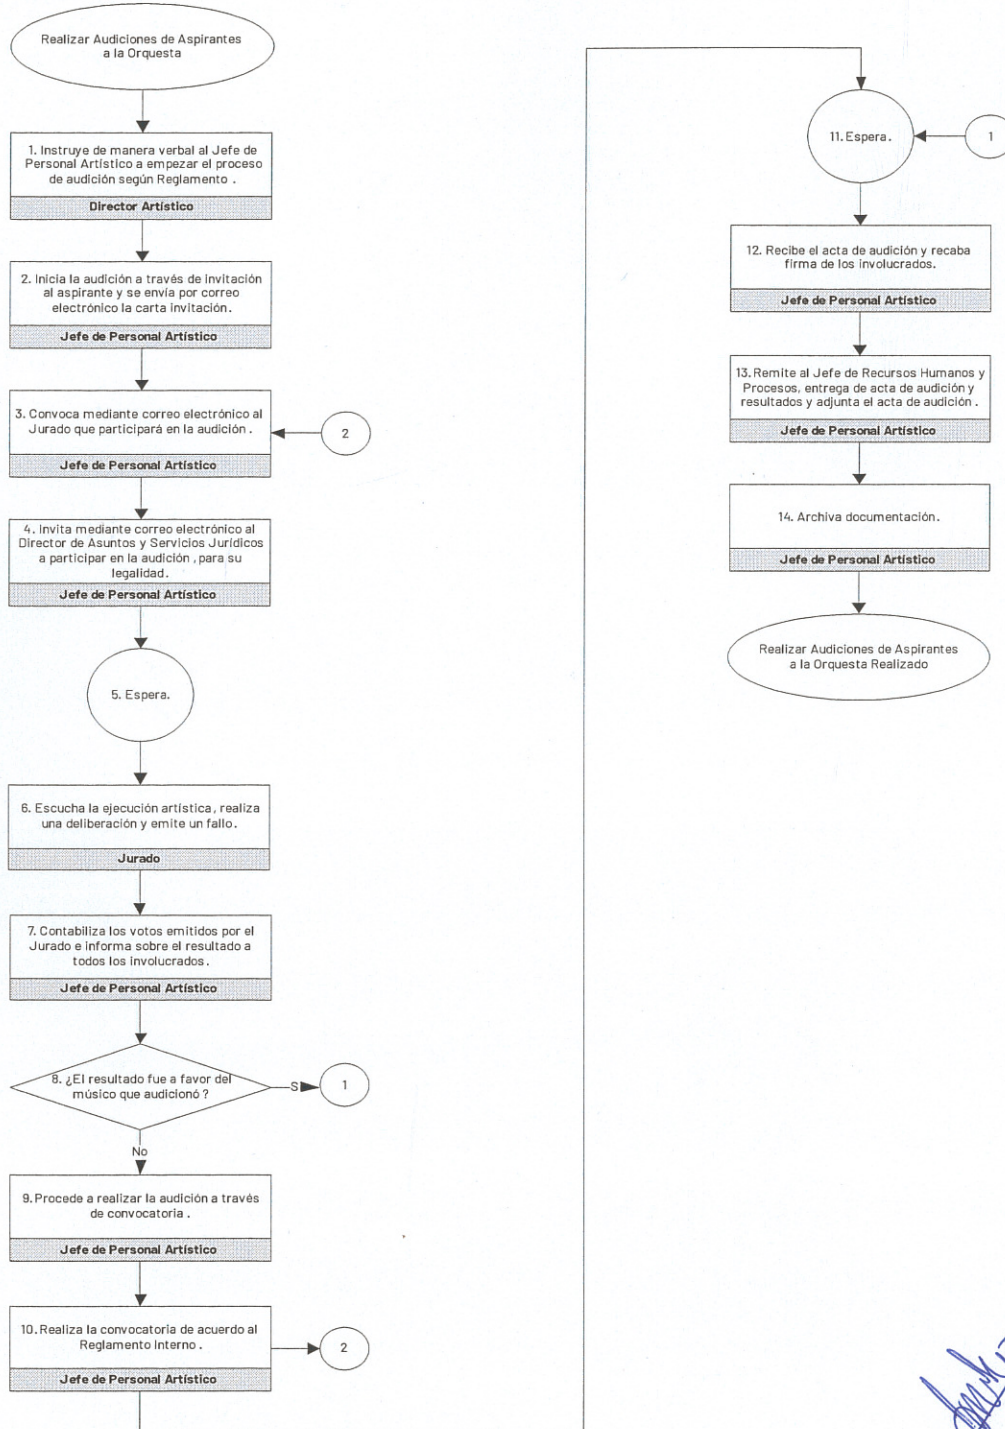 Realizar Audiciones de Aspirantes
a la Orquesta
1. Instruye de manera verbal al Jefe de
Personal Artístico a empezar el proceso
de audición según Reglamento .
Director Artístico
2. Inicia la audición a través de invitación
al aspirante y se envía por correo
electrónico la carta invitación.
Jefe de Personal Artístico
3. Convoca mediante correo electrónico al
Jurado que participará en la audición .
Jefe de Personal Artístico
2
4. Invita mediante correo electrónico al
Director de Asuntos y Servicios Jurídicos
a participar en la audición , para su
legalidad.
Jefe de Personal Artístico
5. Espera.
6. Escucha la ejecución artística, realiza
una deliberación y emite un fallo.
Jurado
7. Contabiliza los votos emitidos por el
Jurado e informa sobre el resultado a
todos los involucrados .
Jefe de Personal Artístico
8. ¿El resultado fue a favor del
músico que audicionó ?
S
1
No
9. Procede a realizar la audición a través
de convocatoria .
Jefe de Personal Artístico
10. Realiza la convocatoria de acuerdo al
Reglamento Interno .
Jefe de Personal Artístico
2
11. Espera.
1
12. Recibe el acta de audición y recaba
firma de los involucrados.
Jefe de Personal Artístico
13. Remite al Jefe de Recursos Humanos y
Procesos, entrega de acta de audición y
resultados y adjunta el acta de audición .
Jefe de Personal Artístico
14. Archiva documentación.
Jefe de Personal Artístico
Realizar Audiciones de Aspirantes
a la Orquesta Realizado